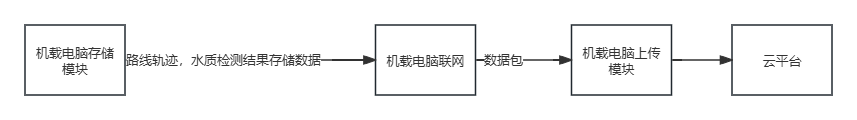 机载电脑存储
模块
路线轨迹，水质检测结果存储数据
机载电脑联网
数据包
机载电脑上传
模块
云平台